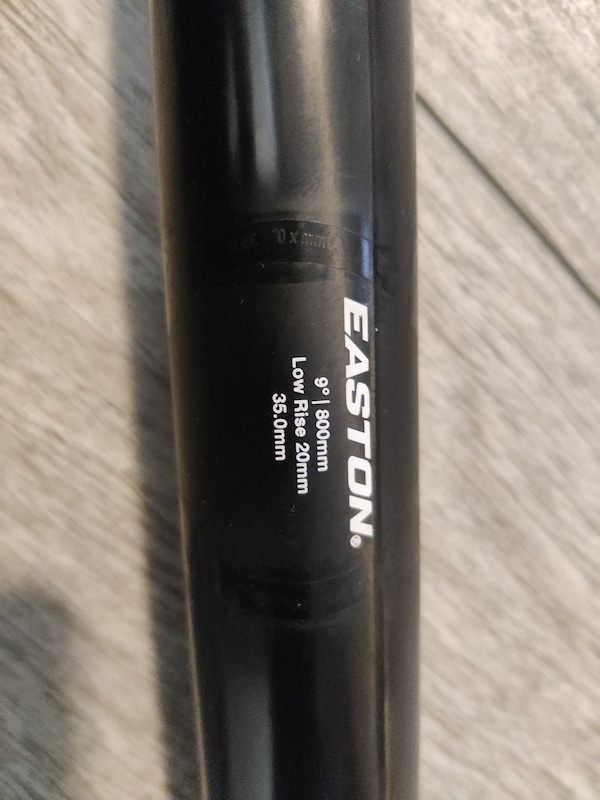 EASTON®
9° | 800mm
Low Rise 20mm
35.0mm